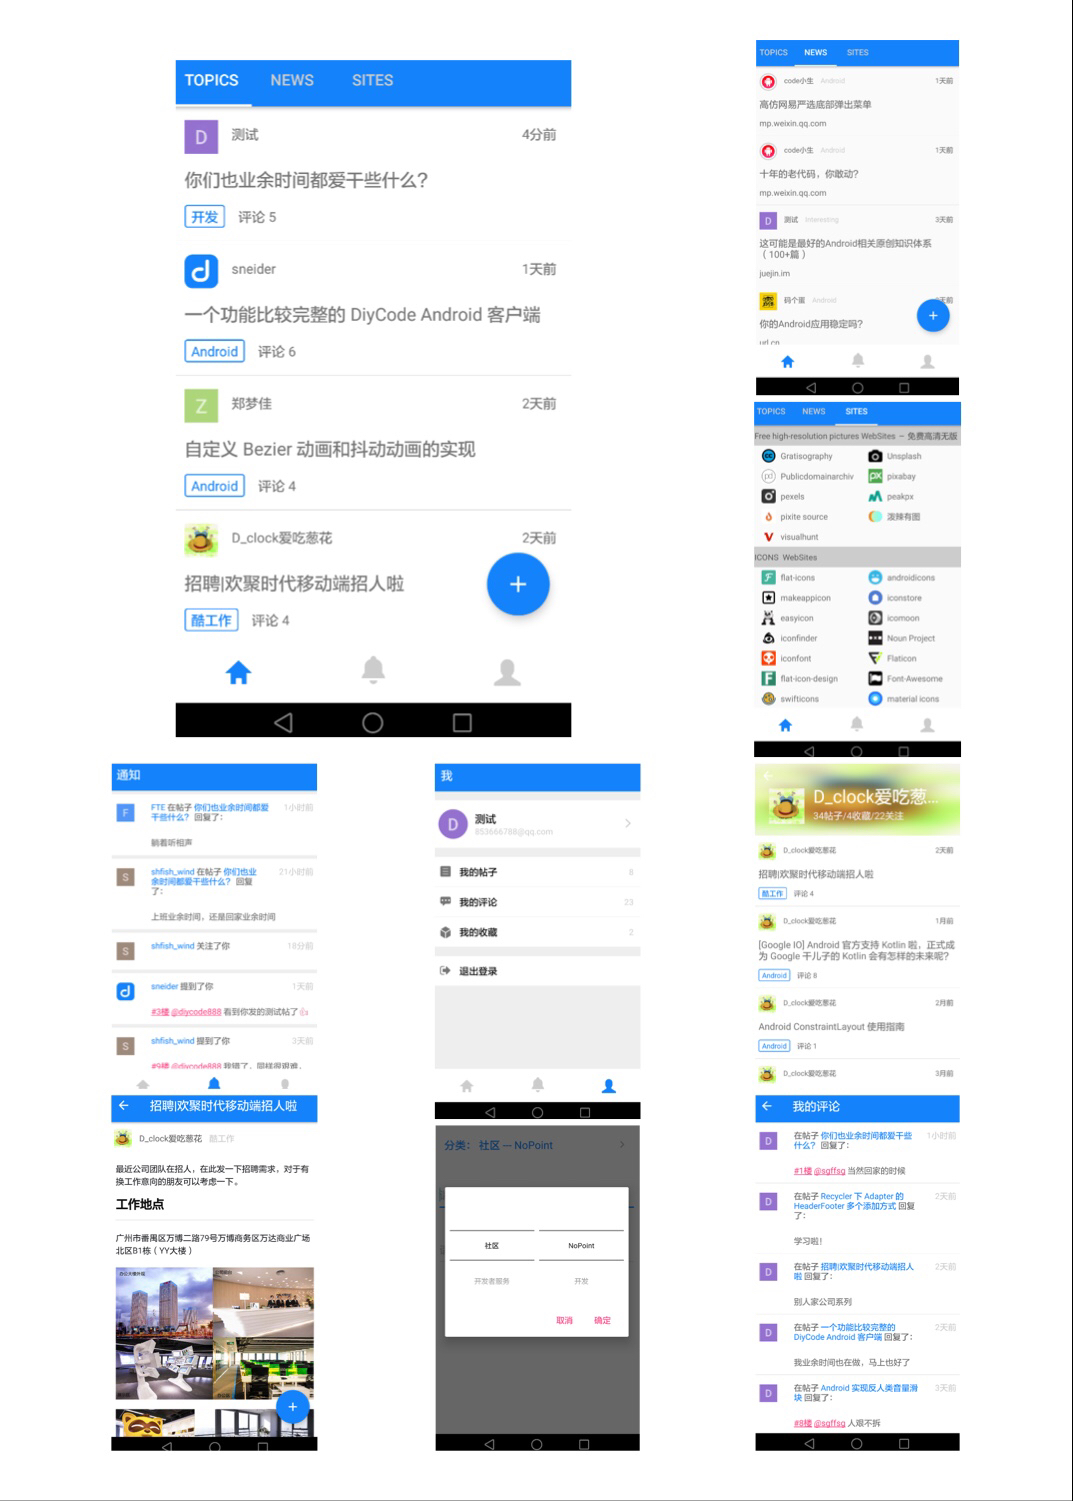 TOPICS NEWS SITES
测试 4分前
你们也业余时间都爱干些什么?
开发 评论 5
sneider 1天前
一个功能比较完整的 DiyCode Android 客户端
Android 评论 6
Z 郑梦佳 2天前
自定义 Bezier 动画和抖动动画的实现
Android 评论 4
D_clock爱吃葱花 2天前
招聘|欢聚时代移动端招人啦
酷工作 评论 4
TOPICS NEWS SITES
code小生 Android 1天前
高仿网易严选底部弹出菜单
mp.weixin.qq.com
code小生 Android 1天前
十年的老代码，你敢动?
mp.weixin.qq.com
D 测试 Interesting 3天前
这可能是最好的Android相关原创知识体系
（100+篇）
juejin.im
码个蛋 Android
你的Android应用稳定吗?
url.cn
TOPICS NEWS SITES
Free high-resolution pictures WebSites － 免费高清无版
Gratisography Unsplash
Publicdomainarchiv pixabay
pexels peakpx
pixite source 泼辣有图
visualhunt
ICONS WebSites
flat-icons androidicons
makeappicon iconstore
easyicon icomoon
iconfinder Noun Project
iconfont Flaticon
flat-icon-design Font-Awesome
swifticons material icons
通知
F FTE 在帖子 你们也业余时间都爱 1小时前
干些什么? 回复了：
躺着听相声
S shfish_wind 在帖子 你们也业 21小时前
余时间都爱干些什么? 回复
了：
上班业余时间，还是回家业余时间
S shfish_wind 关注了你 18分前
sneider 提到了你 1天前
#3楼 @diycode888 看到你发的测试帖了
S shfish_wind 提到了你 3天前
#9楼 @diycode888 我错了，同样很艰难，
我
D 测试
853666788@qq.com
我的帖子 8
我的评论 23
我的收藏 2
退出登录
D_clock爱吃葱...
34帖子/4收藏/22关注
D_clock爱吃葱花 2天前
招聘|欢聚时代移动端招人啦
酷工作 评论 4
D_clock爱吃葱花 1月前
[Google IO] Android 官方支持 Kotlin 啦，正式成
为 Google 干儿子的 Kotlin 会有怎样的未来呢?
Android 评论 8
D_clock爱吃葱花 2月前
Android ConstraintLayout 使用指南
Android 评论 1
D_clock爱吃葱花 3月前
招聘|欢聚时代移动端招人啦
D_clock爱吃葱花 酷工作
最近公司团队在招人，在此发一下招聘需求，对于有
换工作意向的朋友可以考虑一下。
工作地点
广州市番禺区万博二路79号万博商务区万达商业广场
北区B1栋（YY大楼）
分类： 社区 — NoPoint
社区 NoPoint
开发者服务 开发
取消 确定
我的评论
D 在帖子 你们也业余时间都爱干些 1小时前
什么? 回复了：
#1楼 @sgffsg 当然回家的时候
D 在帖子 Recycler 下 Adapter 的 2天前
HeaderFooter 多个添加方式 回复
了：
学习啦!
D 在帖子 招聘|欢聚时代移动端招人 2天前
啦 回复了：
别人家公司系列
D 在帖子 一个功能比较完整的 2天前
DiyCode Android 客户端 回复了：
我业余时间也在做，马上也好了
D 在帖子 Android 实现反人类音量滑 3天前
块 回复了：
#8楼 @sgffsg 人艰不拆